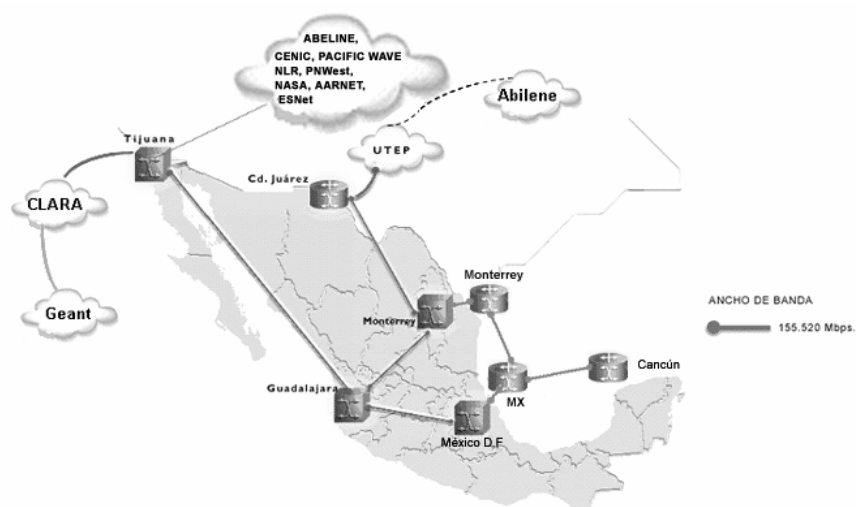 ABELINE,
CENIC, PACIFIC WAVE
NLR, PNWest,
NASA, AARNET,
ESNet
Abilene
Tijuana
UTEP
Cd. Juárez
CLARA
Monterrey
Geant
Monterrey
ANCHO DE BANDA
155.520 Mbps.
Cancún
Guadalajara
MX
México D.F